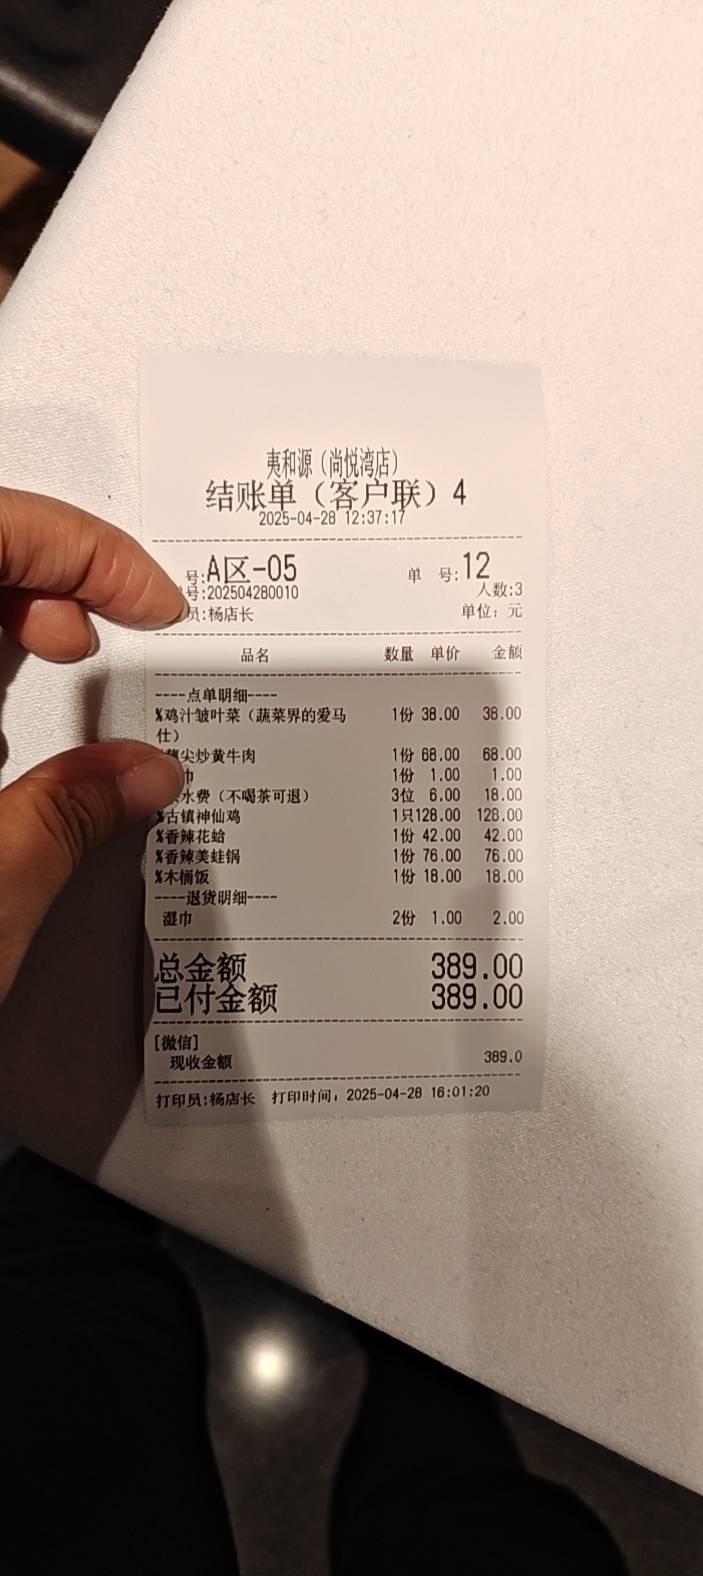 夷和源（尚悦湾店）
结账单（客户联）4
2025-04-28 12:37:17
号:A区-05 单 号:12
号:202504280010 人数:3
员:杨店长 单位：元
品名 数量 单价 金额
----点单明细----
%鸡汁皱叶菜（蔬菜界的爱马 1份 38.00 38.00
仕）
尖炒黄牛肉 1份 68.00 68.00
巾 1份 1.00 1.00
水费（不喝茶可退） 3位 6.00 18.00
%古镇神仙鸡 1只128.00 128.00
%香辣花蛤 1份 42.00 42.00
%香辣美蛙锅 1份 76.00 76.00
%木桶饭 1份 18.00 18.00
----退货明细----
湿巾 2份 1.00 2.00
总金额 389.00
已付金额 389.00
[微信]
现收金额 389.0
打印员:杨店长 打印时间：2025-04-28 16:01:20